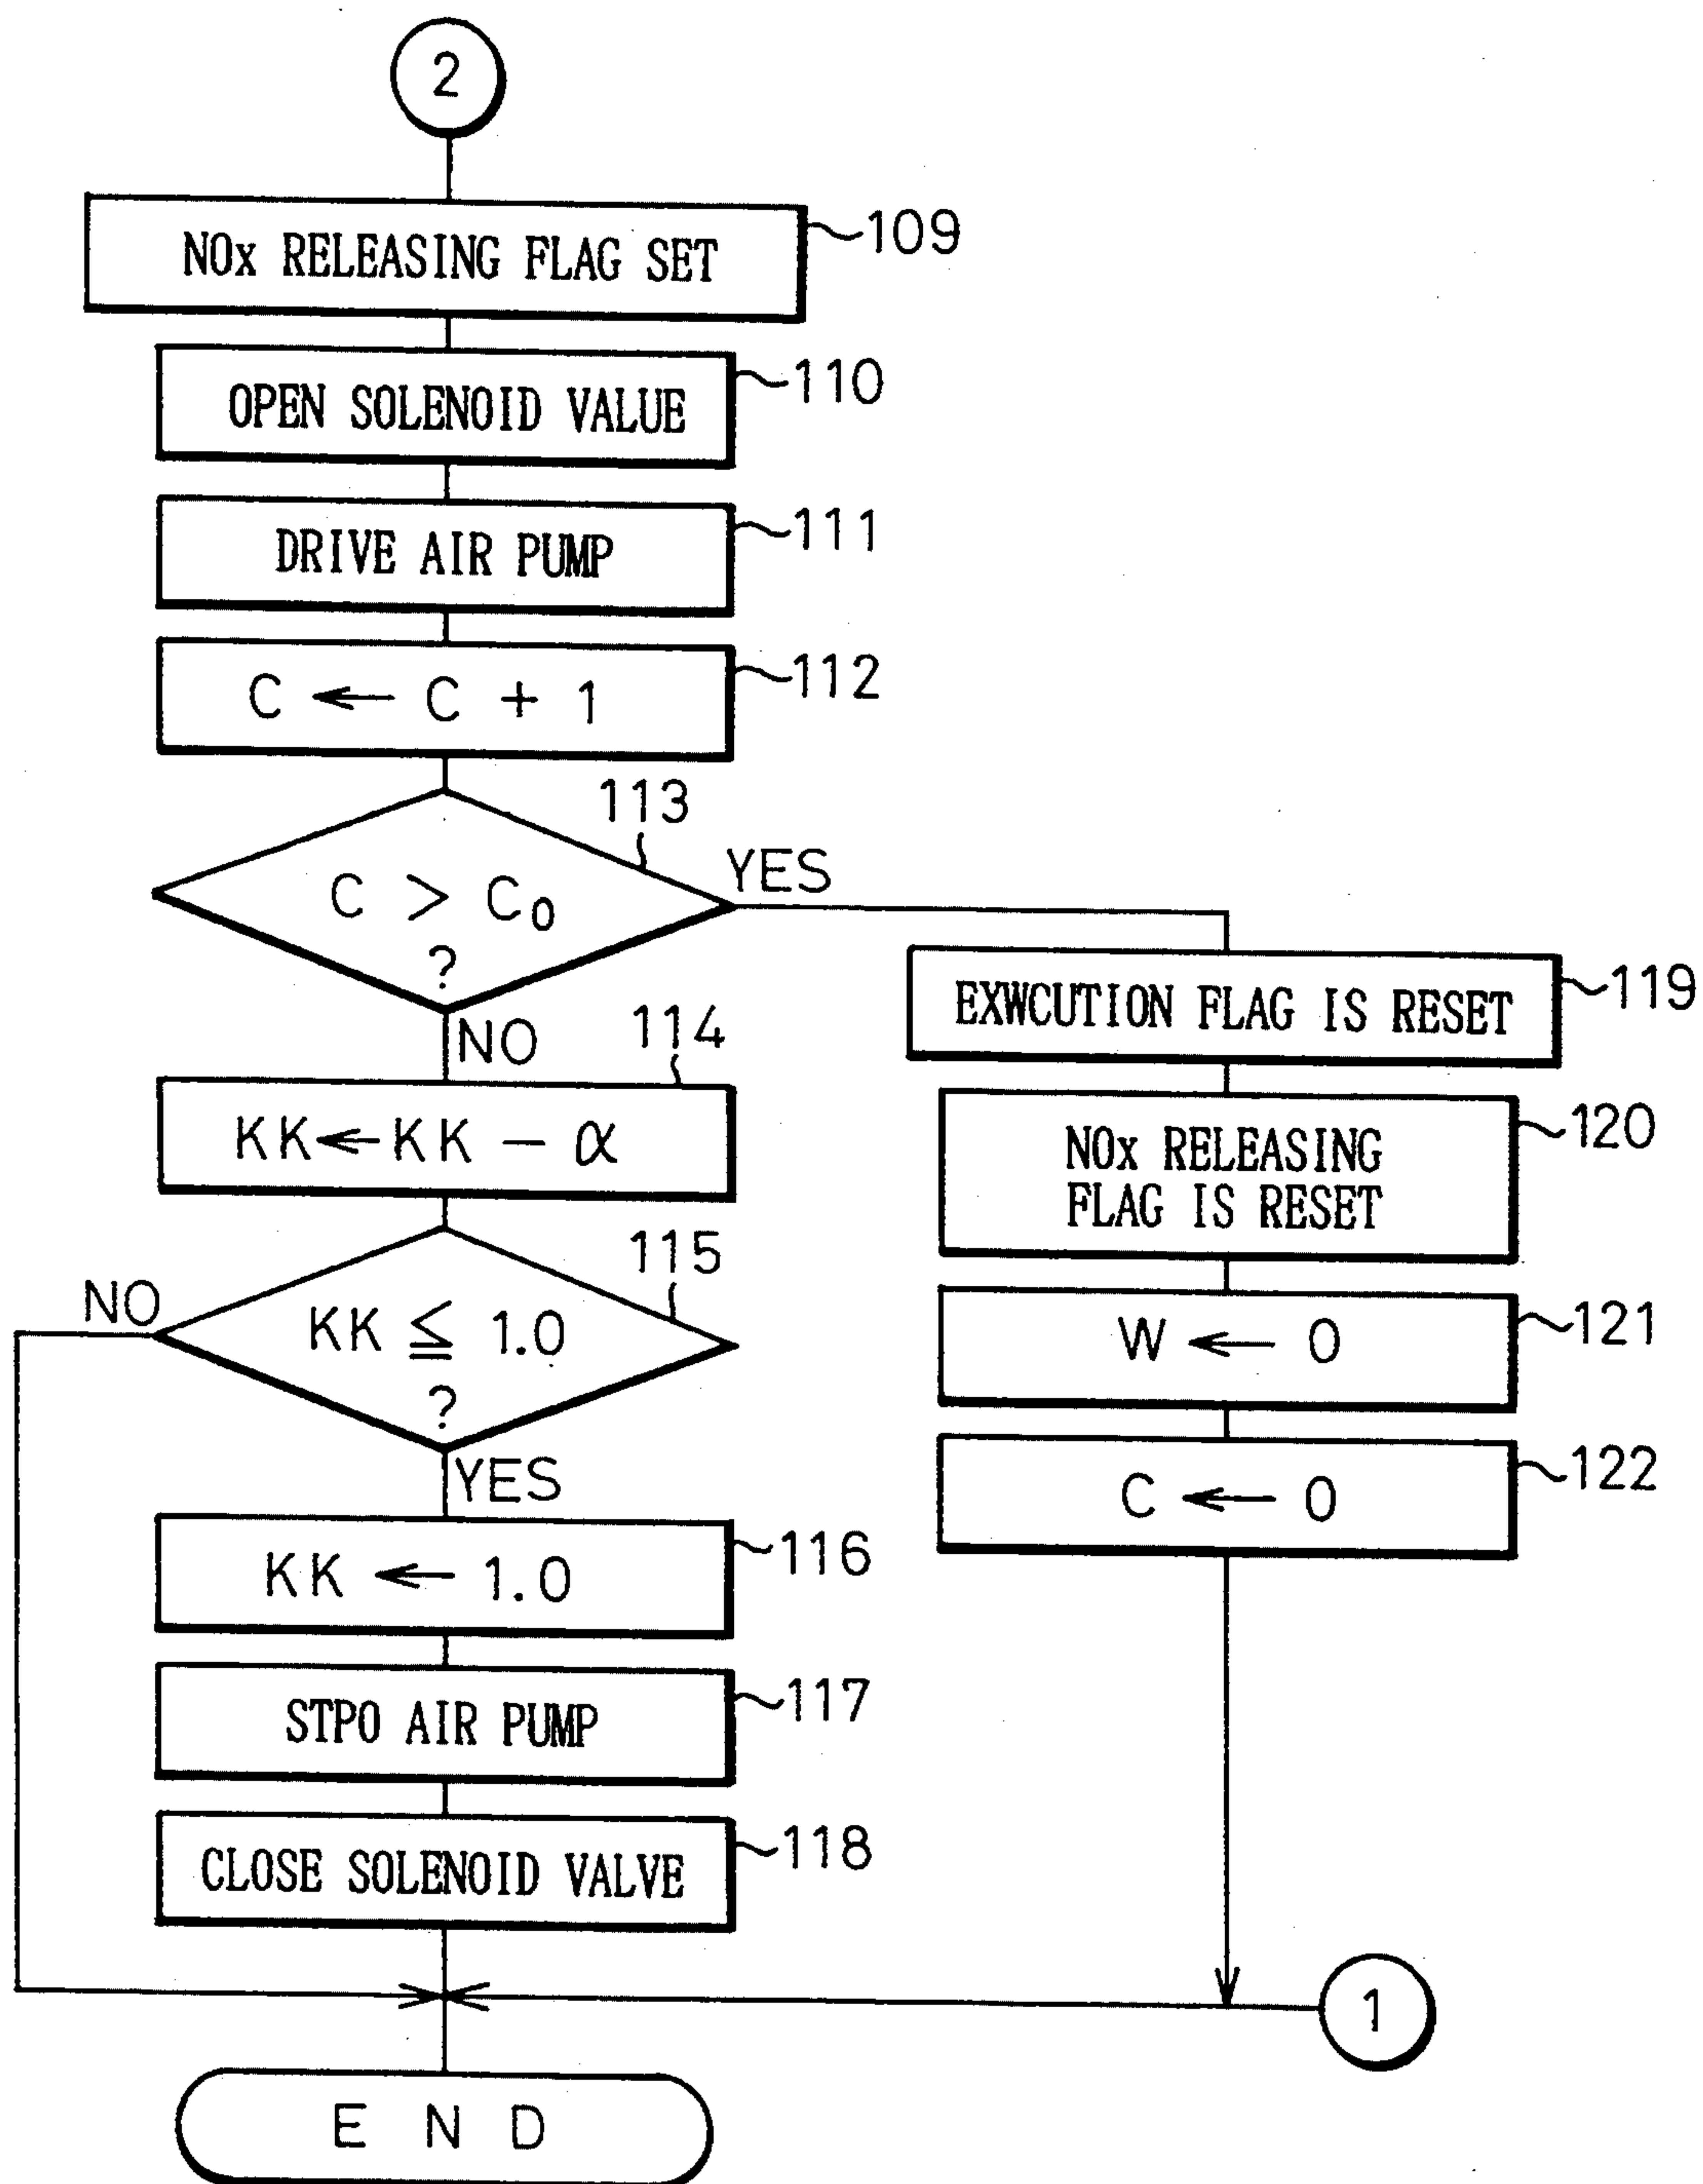 2
NOx RELEASING FLAG SET
109
OPEN SOLENOID VALUE
110
DRIVE AIR PUMP
111
C ← C + 1
112
113
C > C₀
?
YES
NO
114
KK ← KK − α
115
NO
KK ≦ 1.0
?
YES
KK ← 1.0
116
STPO AIR PUMP
117
CLOSE SOLENOID VALVE
118
EXWCUTION FLAG IS RESET
119
NOx RELEASING
FLAG IS RESET
120
W ← 0
121
C ← 0
122
1
E N D